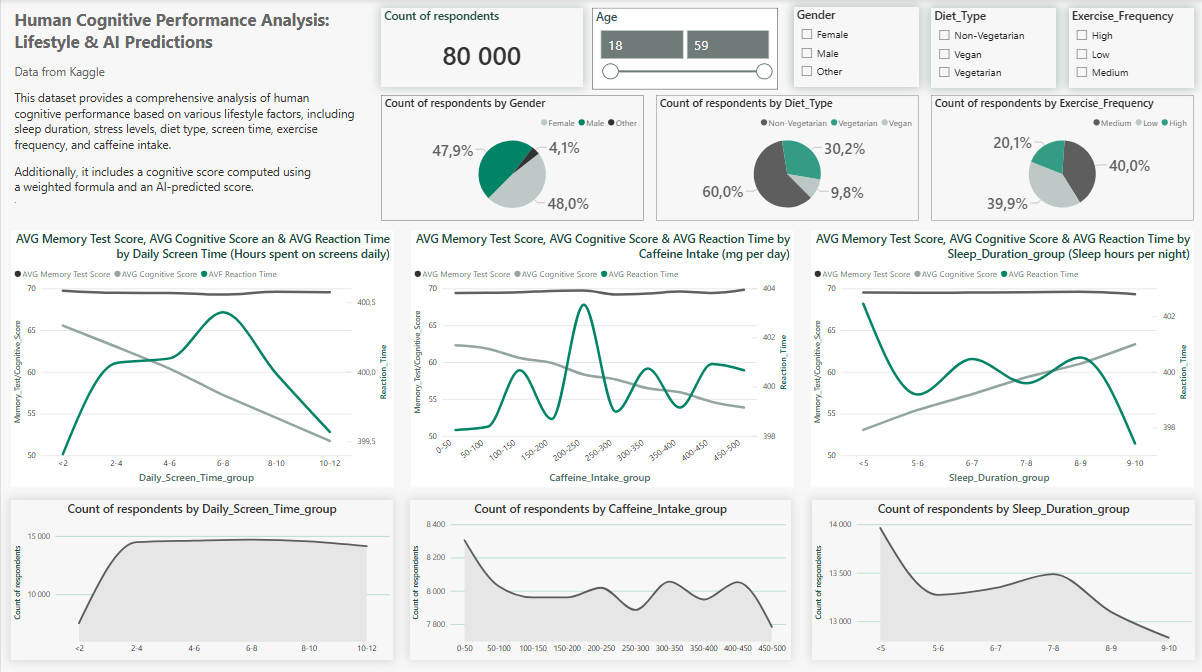 Human Cognitive Performance Analysis:
Lifestyle & AI Predictions
Data from Kaggle
This dataset provides a comprehensive analysis of human
cognitive performance based on various lifestyle factors, including
sleep duration, stress levels, diet type, screen time, exercise
frequency, and caffeine intake.
Additionally, it includes a cognitive score computed using
a weighted formula and an AI-predicted score.
.
Count of respondents
80 000
Age
18 59
Gender
Female
Male
Other
Diet_Type
Non-Vegetarian
Vegan
Vegetarian
Exercise_Frequency
High
Low
Medium
Count of respondents by Gender
Female Male Other
47,9% 4,1%
48,0%
Count of respondents by Diet_Type
Non-Vegetarian Vegetarian Vegan
30,2%
60,0% 9,8%
Count of respondents by Exercise_Frequency
Medium Low High
20,1%
40,0%
39,9%
AVG Memory Test Score, AVG Cognitive Score an & AVG Reaction Time
by Daily Screen Time (Hours spent on screens daily)
AVG Memory Test Score AVG Cognitive Score AVF Reaction Time
Memory_Test/Cognitive_Score
70
65
60
55
50
400,5
400,0
399,5
Reaction_Time
<2 2-4 4-6 6-8 8-10 10-12
Daily_Screen_Time_group
AVG Memory Test Score, AVG Cognitive Score & AVG Reaction Time by
Caffeine Intake (mg per day)
AVG Memory Test Score AVG Cognitive Score AVG Reaction Time
Memory_Test/Cognitive_Score
70
65
60
55
50
404
402
400
398
Reaction_Time
0-50 50-100 100-150 150-200 200-250 250-300 300-350 350-400 400-450 450-500
Caffeine_Intake_group
AVG Memory Test Score, AVG Cognitive Score & AVG Reaction Time by
Sleep_Duration_group (Sleep hours per night)
AVG Memory Test Score AVG Cognitive Score AVG Reaction Time
Memory_Test/Cognitive_Score
70
65
60
55
50
402
400
398
Reaction_Time
<5 5-6 6-7 7-8 8-9 9-10
Sleep_Duration_group
Count of respondents by Daily_Screen_Time_group
Count of respondents
15 000
10 000
<2 2-4 4-6 6-8 8-10 10-12
Count of respondents by Caffeine_Intake_group
Count of respondents
8 400
8 200
8 000
7 800
0-50 50-100 100-150 150-200 200-250 250-300 300-350 350-400 400-450 450-500
Count of respondents by Sleep_Duration_group
Count of respondents
14 000
13 500
13 000
<5 5-6 6-7 7-8 8-9 9-10